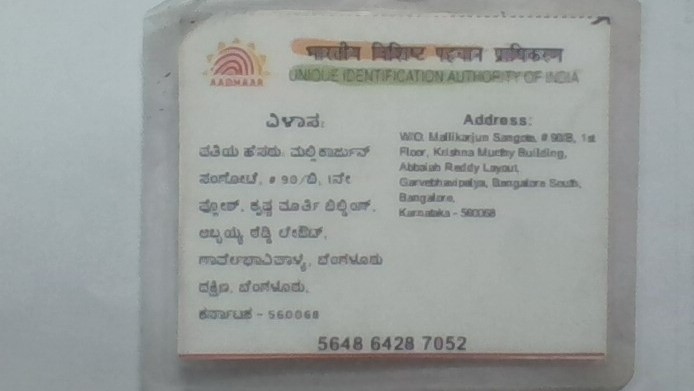 भारतीय विशिष्ट पहचान प्राधिकरण
AADHAAR
UNIQUE IDENTIFICATION AUTHORITY OF INDIA
ವಿಳಾಸ:
ಪತಿಯ ಹೆಸರು: ಮಲ್ಲಿಕಾರ್ಜುನ್
ಸಂಗೋಟೆ, # 90/ಬಿ, 1ನೇ
ಫ್ಲೋರ್, ಕೃಷ್ಣ ಮೂರ್ತಿ ಬಿಲ್ಡಿಂಗ್,
ಅಬ್ಬಯ್ಯ ರೆಡ್ಡಿ ಲೇಔಟ್,
ಗಾರ್ವೆಭಾವಿಪಾಳ್ಯ, ಬೆಂಗಳೂರು
ದಕ್ಷಿಣ, ಬೆಂಗಳೂರು,
ಕರ್ನಾಟಕ - 560068
Address:
W/O: Mallikarjun Sangote, # 90/B, 1st
Floor, Krishna Murthy Building,
Abbaiah Reddy Layout,
Garvebhavipalya, Bangalore South,
Bangalore,
Karnataka - 560068
5648 6428 7052